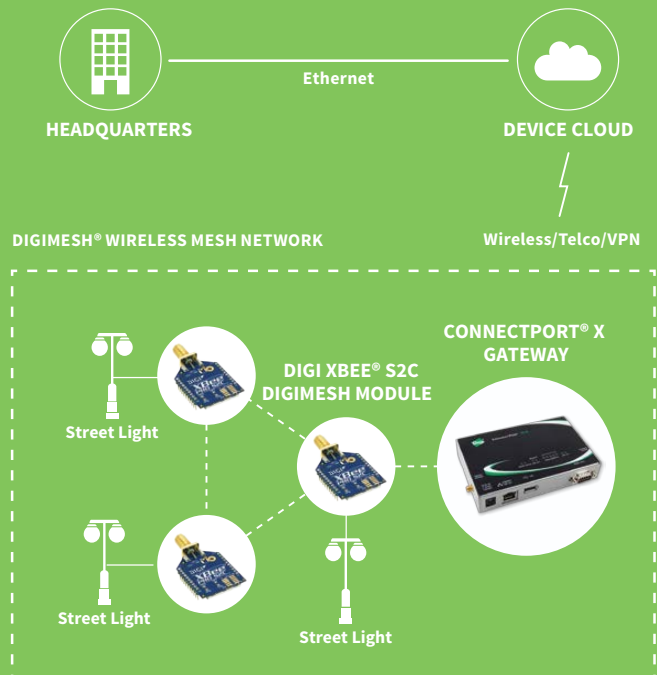 Ethernet
HEADQUARTERS
DEVICE CLOUD
DIGIMESH® WIRELESS MESH NETWORK
Wireless/Telco/VPN
CONNECTPORT® X
GATEWAY
DIGI XBEE® S2C
DIGIMESH MODULE
Street Light
Street Light
Street Light